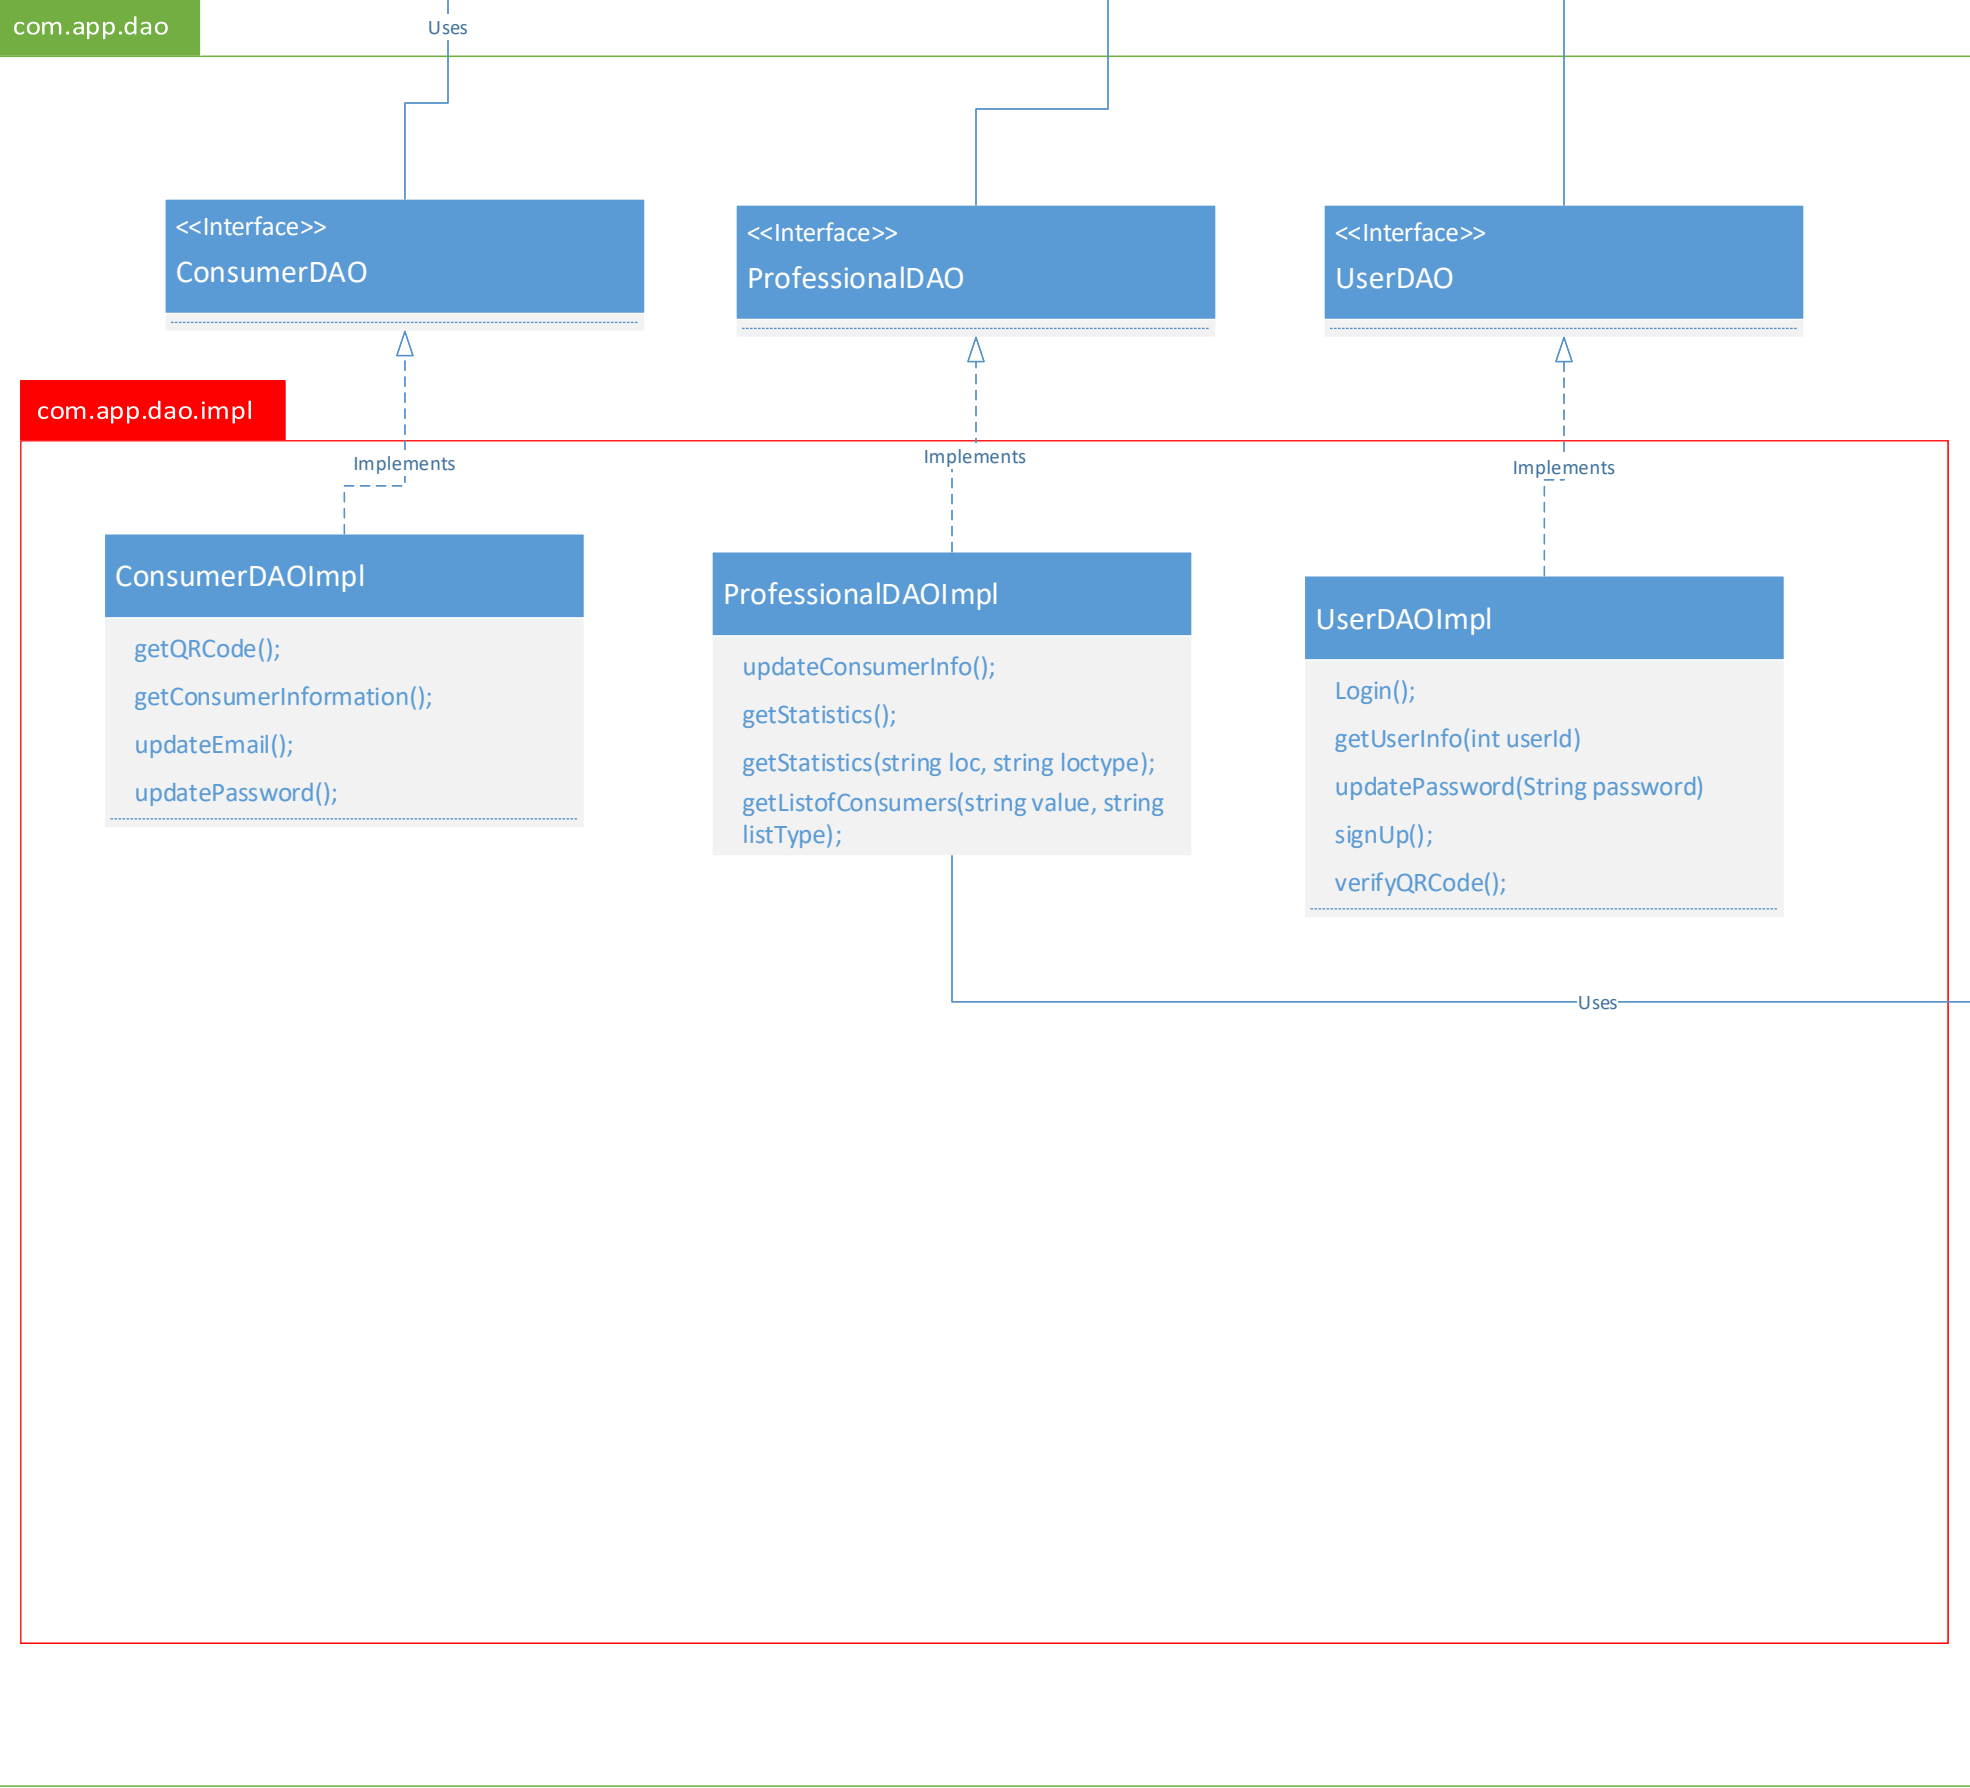 com.app.dao
Uses
<<Interface>>
ConsumerDAO
<<Interface>>
ProfessionalDAO
<<Interface>>
UserDAO
com.app.dao.impl
Implements
Implements
Implements
ConsumerDAOImpl
getQRCode();
getConsumerInformation();
updateEmail();
updatePassword();
ProfessionalDAOImpl
updateConsumerInfo();
getStatistics();
getStatistics(string loc, string loctype);
getListofConsumers(string value, string
listType);
UserDAOImpl
Login();
getUserInfo(int userId)
updatePassword(String password)
signUp();
verifyQRCode();
Uses